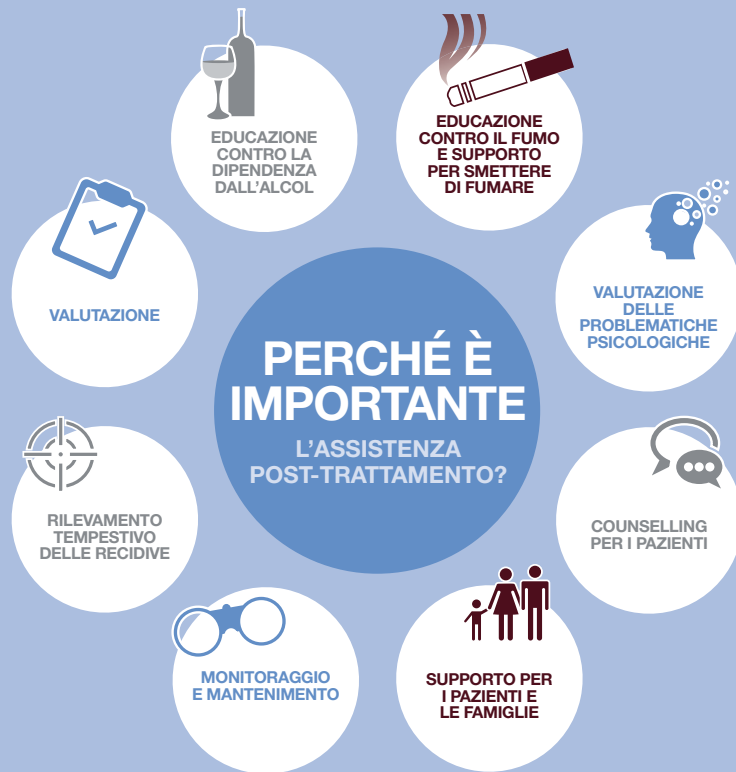 EDUCAZIONE
CONTRO LA
DIPENDENZA
DALL'ALCOL
EDUCAZIONE
CONTRO IL FUMO
E SUPPORTO
PER SMETTERE
DI FUMARE
VALUTAZIONE
VALUTAZIONE
DELLE
PROBLEMATICHE
PSICOLOGICHE
PERCHÉ È
IMPORTANTE
L'ASSISTENZA
POST-TRATTAMENTO?
RILEVAMENTO
TEMPESTIVO
DELLE RECIDIVE
COUNSELLING
PER I PAZIENTI
MONITORAGGIO
E MANTENIMENTO
SUPPORTO PER
I PAZIENTI E
LE FAMIGLIE